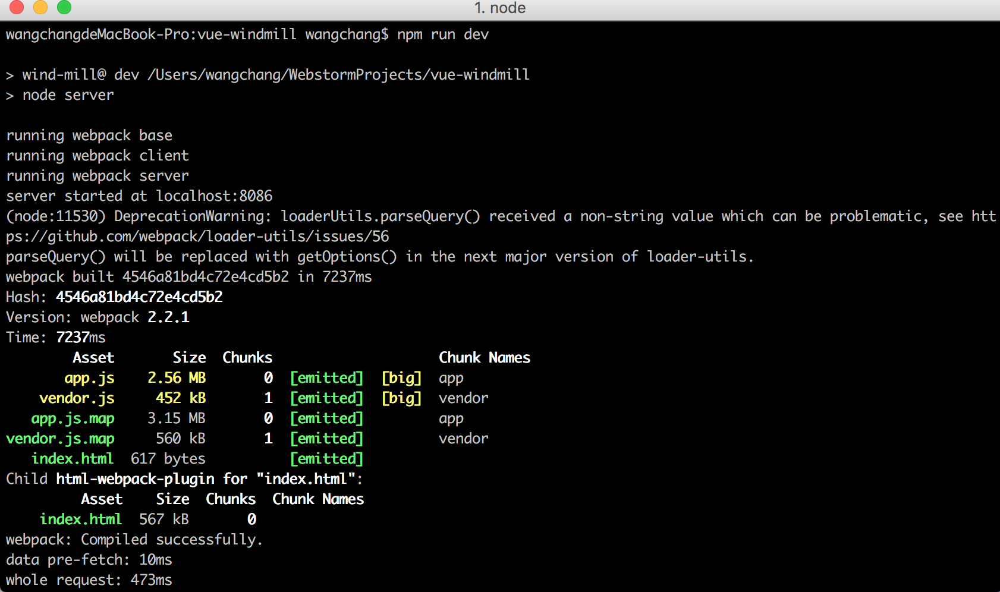 1. node
wangchangdeMacBook-Pro:vue-windmill wangchang$ npm run dev
> wind-mill@ dev /Users/wangchang/WebstormProjects/vue-windmill
> node server
running webpack base
running webpack client
running webpack server
server started at localhost:8086
(node:11530) DeprecationWarning: loaderUtils.parseQuery() received a non-string value which can be problematic, see htt
ps://github.com/webpack/loader-utils/issues/56
parseQuery() will be replaced with getOptions() in the next major version of loader-utils.
webpack built 4546a81bd4c72e4cd5b2 in 7237ms
Hash: 4546a81bd4c72e4cd5b2
Version: webpack 2.2.1
Time: 7237ms
Asset Size Chunks Chunk Names
app.js 2.56 MB 0 [emitted] [big] app
vendor.js 452 kB 1 [emitted] [big] vendor
app.js.map 3.15 MB 0 [emitted] app
vendor.js.map 560 kB 1 [emitted] vendor
index.html 617 bytes [emitted]
Child html-webpack-plugin for "index.html":
Asset Size Chunks Chunk Names
index.html 567 kB 0
webpack: Compiled successfully.
data pre-fetch: 10ms
whole request: 473ms